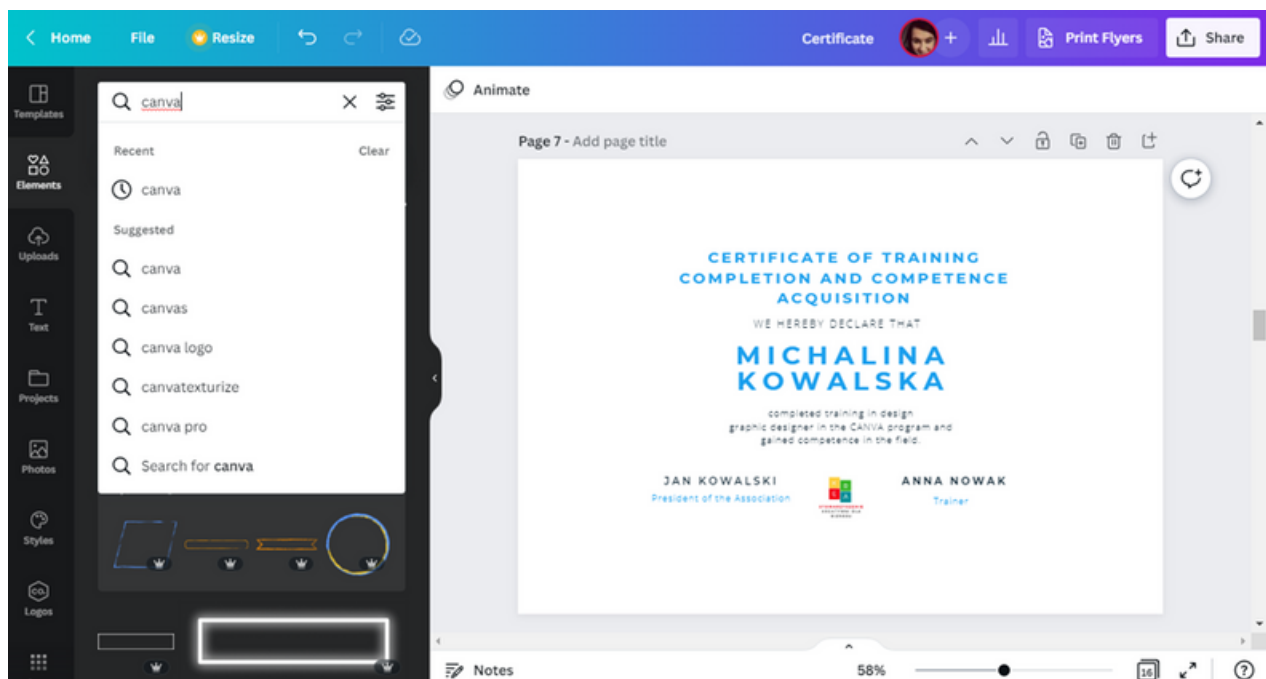 Home File Resize Certificate + Print Flyers Share
Templates
Elements
Uploads
Text
Projects
Photos
Styles
CO.
Logos
canva
Recent Clear
canva
Suggested
canva
canvas
canva logo
canvatexturize
canva pro
Search for canva
Animate
Page 7 - Add page title
CERTIFICATE OF TRAINING
COMPLETION AND COMPETENCE
ACQUISITION
WE HEREBY DECLARE THAT
MICHALINA
KOWALSKA
completed training in design
graphic designer in the CANVA program and
gained competence in the field.
JAN KOWALSKI
President of the Association
ANNA NOWAK
Trainer
Notes 58% 16 ?